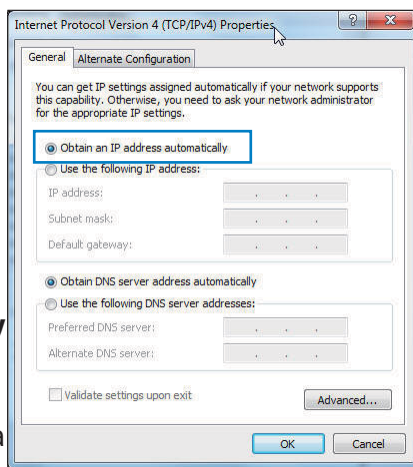 Internet Protocol Version 4 (TCP/IPv4) Properties
General
Alternate Configuration
You can get IP settings assigned automatically if your network supports
this capability. Otherwise, you need to ask your network administrator
for the appropriate IP settings.
Obtain an IP address automatically
Use the following IP address:
IP address:
Subnet mask:
Default gateway:
Obtain DNS server address automatically
Use the following DNS server addresses:
Preferred DNS server:
Alternate DNS server:
Validate settings upon exit
Advanced...
OK
Cancel